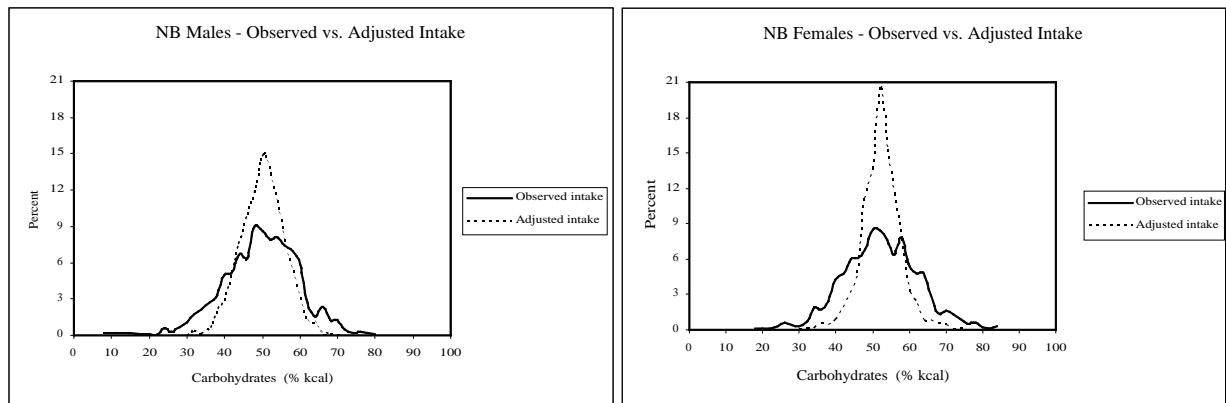 NB Males - Observed vs. Adjusted Intake
21
18
15
12
9
6
3
0
Percent
0 10 20 30 40 50 60 70 80 90 100
Carbohydrates (% kcal)
Observed intake
Adjusted intake
NB Females - Observed vs. Adjusted Intake
21
18
15
12
9
6
3
0
Percent
0 10 20 30 40 50 60 70 80 90 100
Carbohydrates (% kcal)
Observed intake
Adjusted intake